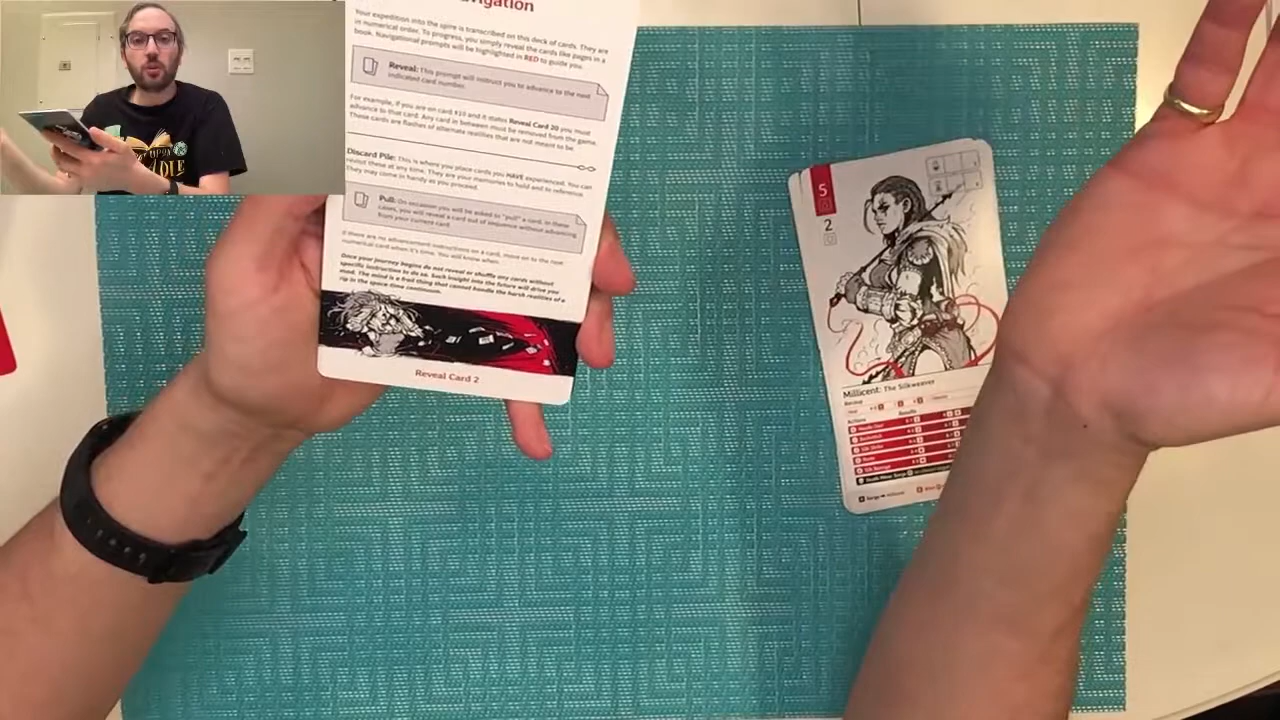 vigation
Your expedition into the spire is transcribed on this deck of cards. They are
in numerical order. To progress, you simply reveal the cards like pages in a
book. Navigational prompts will be highlighted in RED to guide you.
Reveal: This prompt will instruct you to advance to the next
indicated card number.
For example, if you are on card #10 and it states Reveal Card 20 you must
advance to that card. Any card in between must be removed from the game.
These cards are flashes of alternate realities that are not meant to be.
Discard Pile: This is where you place cards you HAVE experienced. You can
revisit these at any time. They are your memories to hold and to reference.
They may come in handy as you proceed.
Pull: On occasion you will be asked to "pull" a card. In these
cases, you will reveal a card out of sequence without advancing
from your current card.
If there are no advancement instructions on a card, move on to the next
numerical card when it's time. You will know when.
Once your journey begins do not reveal or shuffle any cards without
specific instruction to do so. Each insight into the future will drive you
mad. The mind is a frail thing that cannot handle the harsh realities of a
rip in the space time continuum.
Reveal Card 2
5
2
Millicent: The Silkweaver
Actions
Results